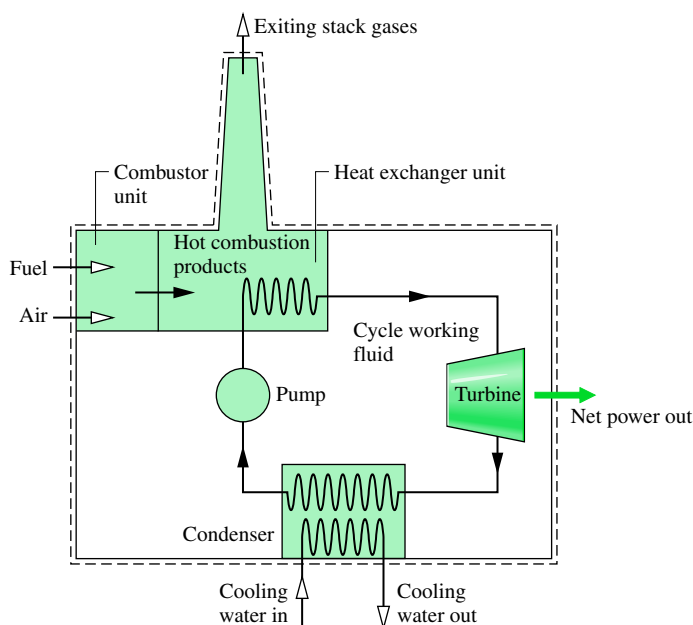 Exiting stack gases
Combustor
unit
Heat exchanger unit
Hot combustion
products
Fuel
Air
Cycle working
fluid
Pump
Turbine
Net power out
Condenser
Cooling
water in
Cooling
water out